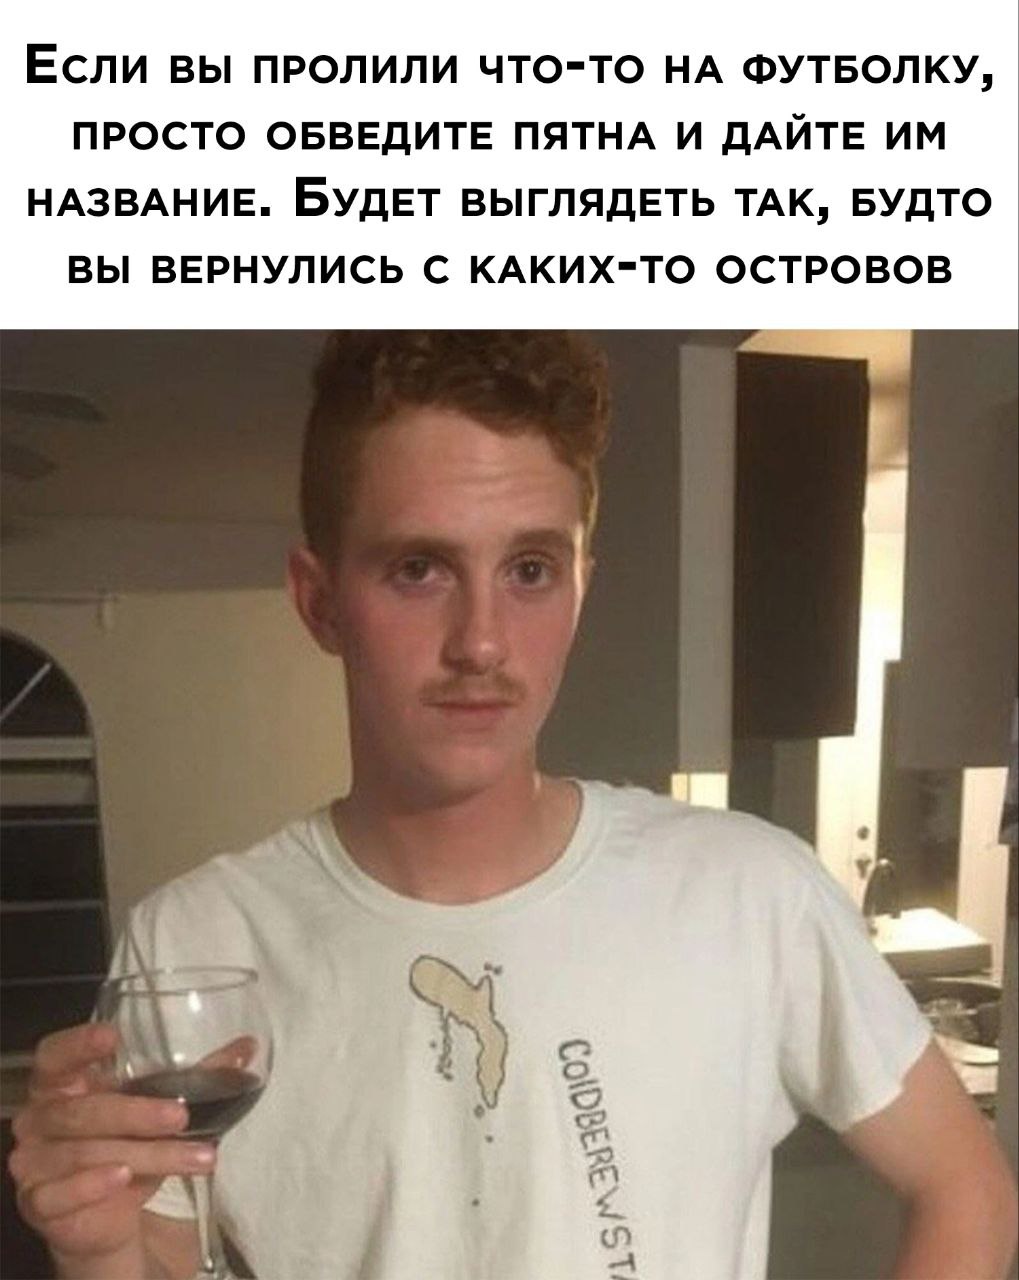 Если вы пролили что-то на футболку,
просто обведите пятна и дайте им
название. Будет выглядеть так, будто
вы вернулись с каких-то островов
ColDBEREWSTA